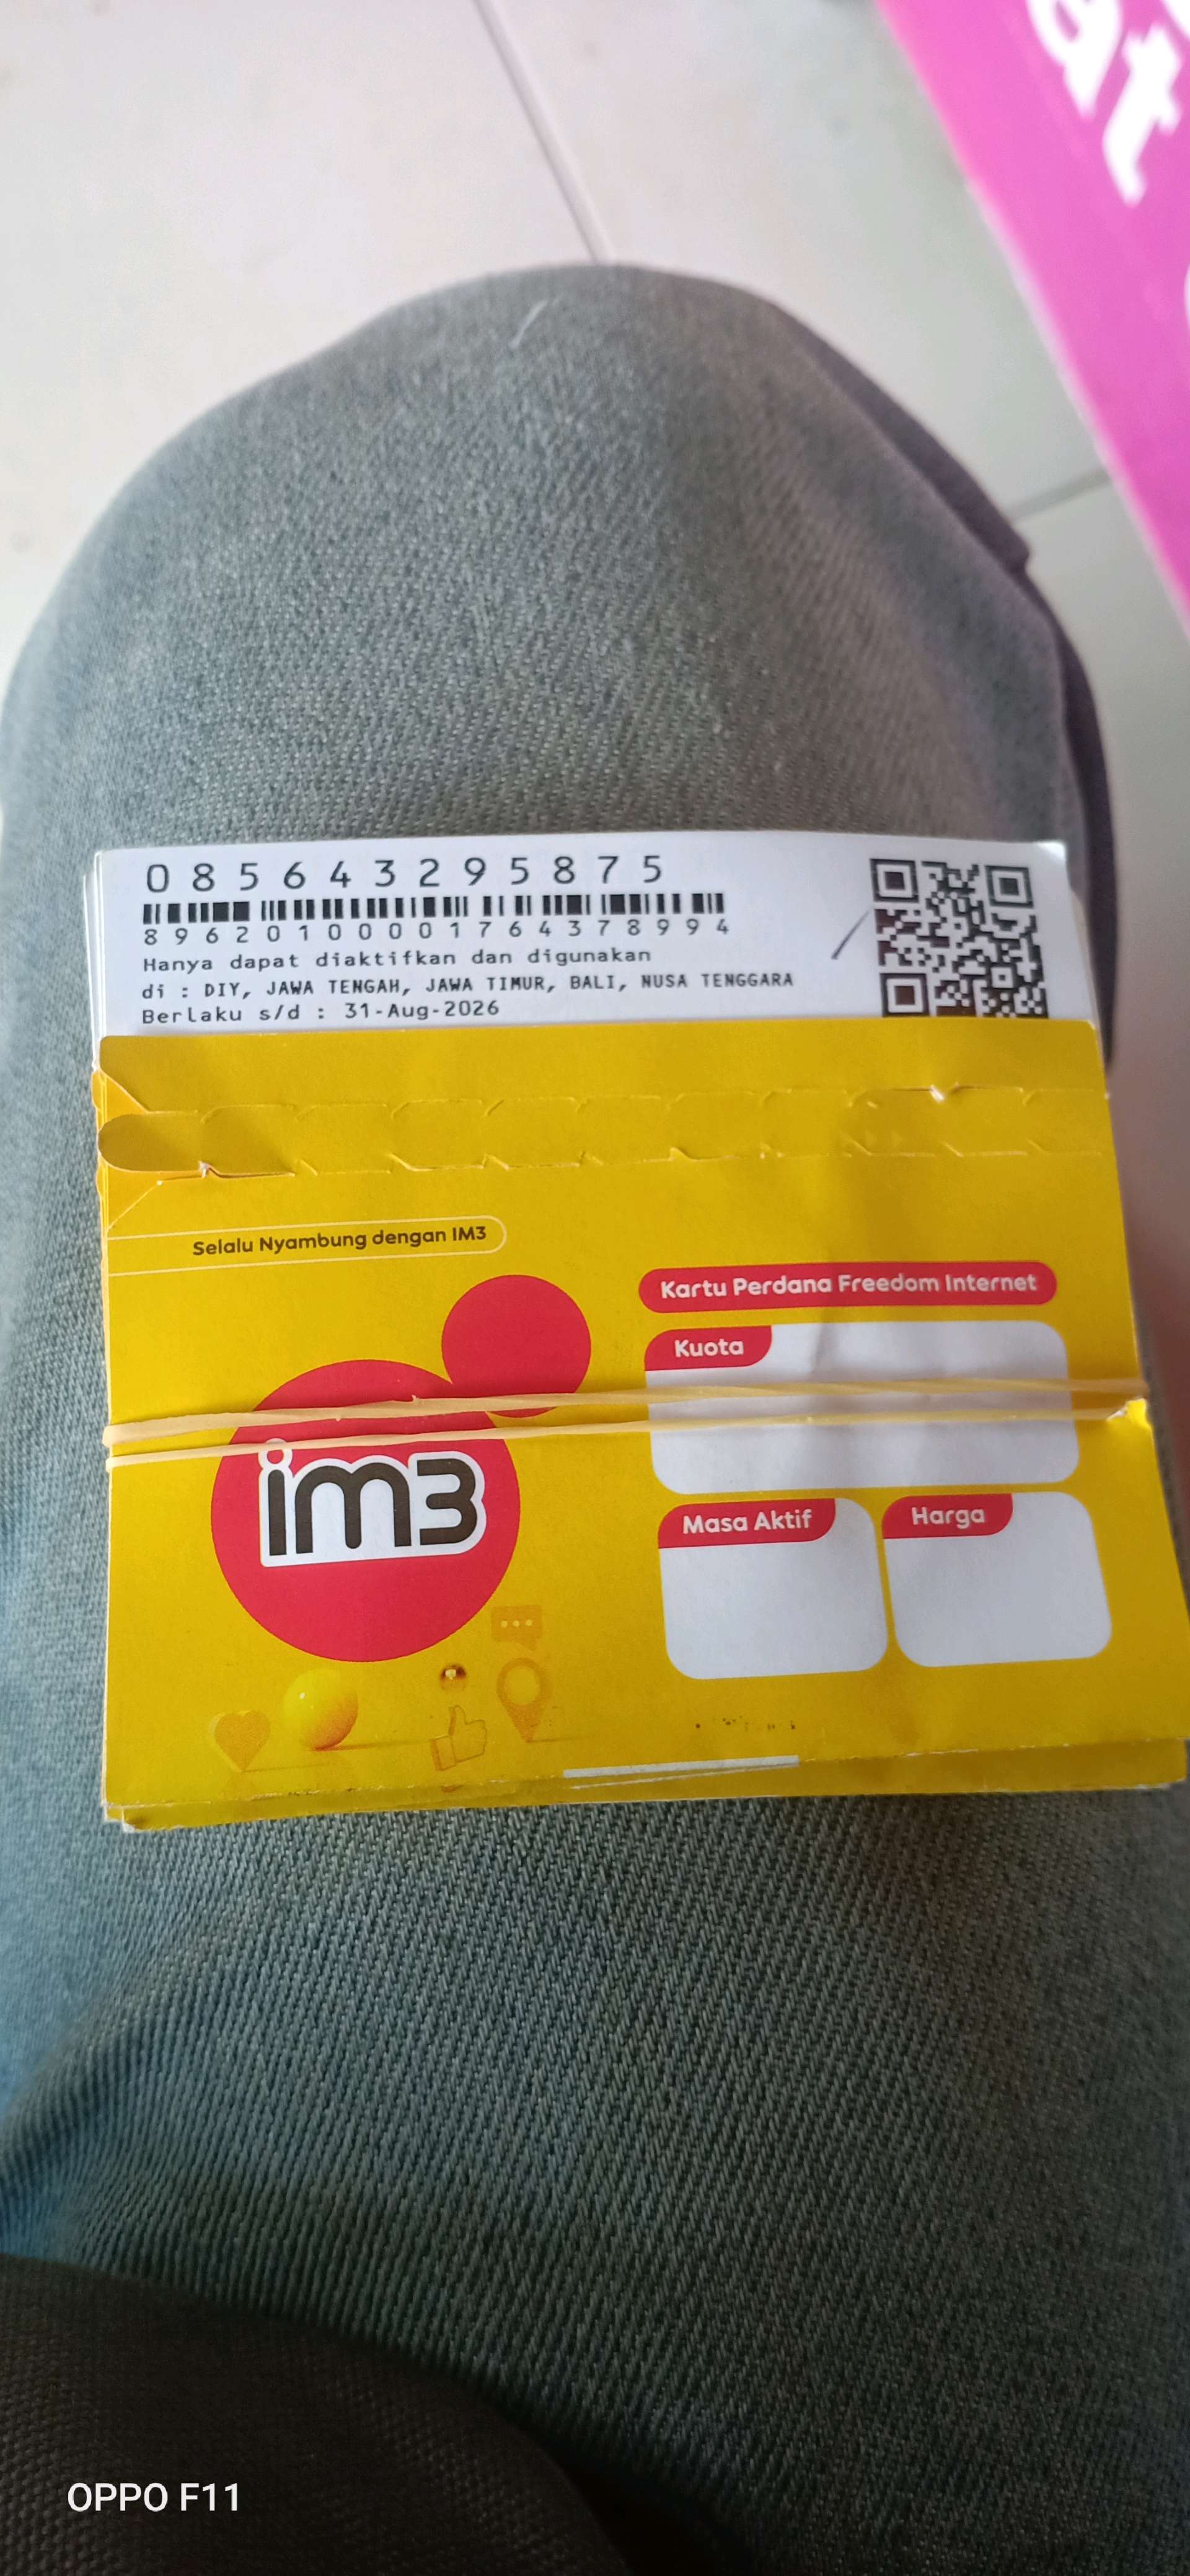 at
085643295875
8962010000176437 8994
Hanya dapat diaktifkan dan digunakan
di : DIY, JAWA TENGAH, JAWA TIMUR, BALI, NUSA TENGGARA
Berlaku s/d : 31-Aug-2026
Selalu Nyambung dengan IM3
Kartu Perdana Freedom Internet
Kuota
im3
Masa Aktif
Harga
OPPO F11